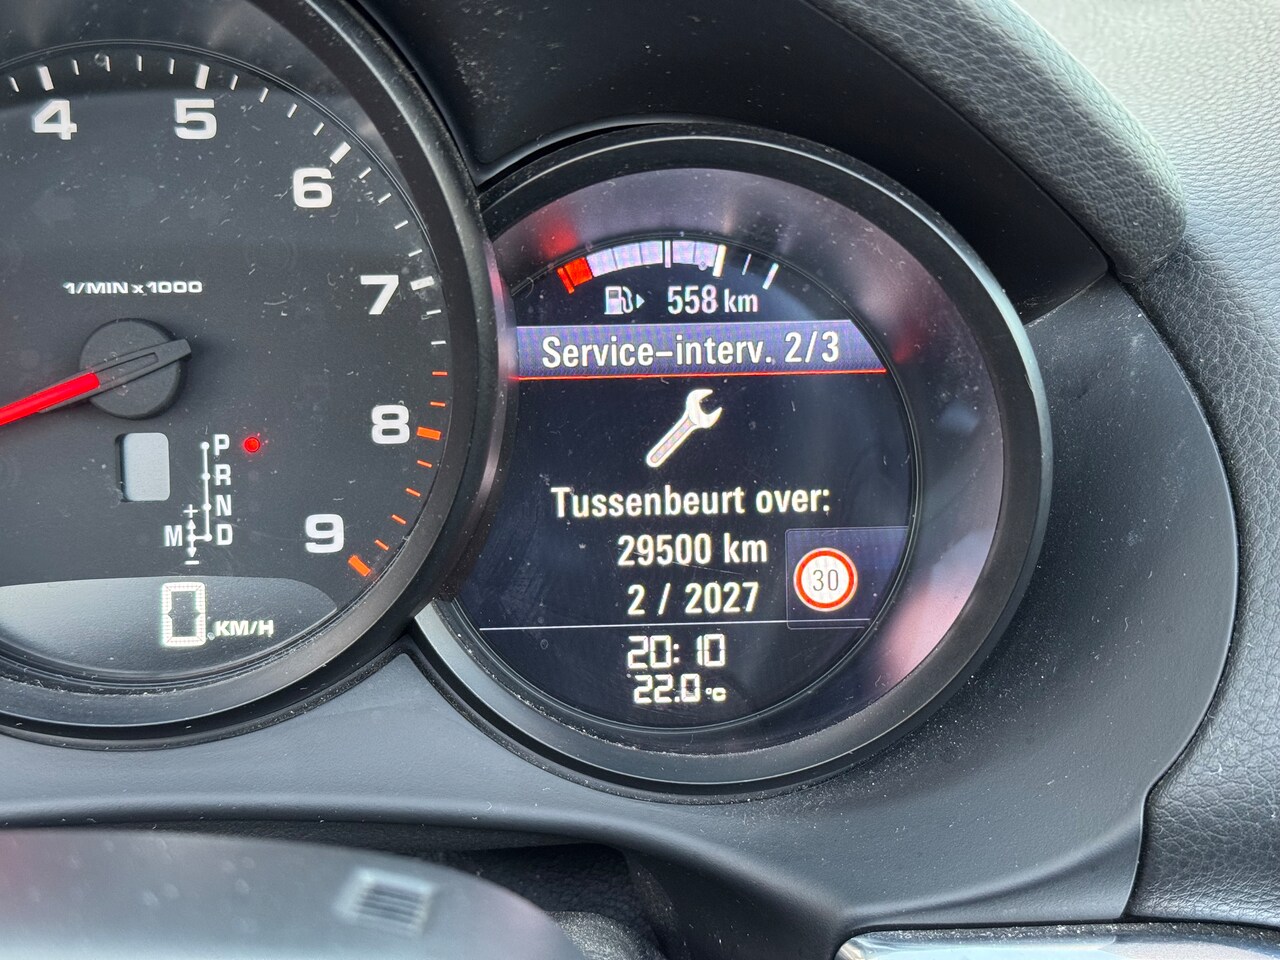 4
5
6
7
8
9
1/MIN x 1000
P
R
N
M + - D
0 KM/H
558 km
Service-interv. 2/3
Tussenbeurt over:
29500 km
2 / 2027
30
20:10
22.0 °C